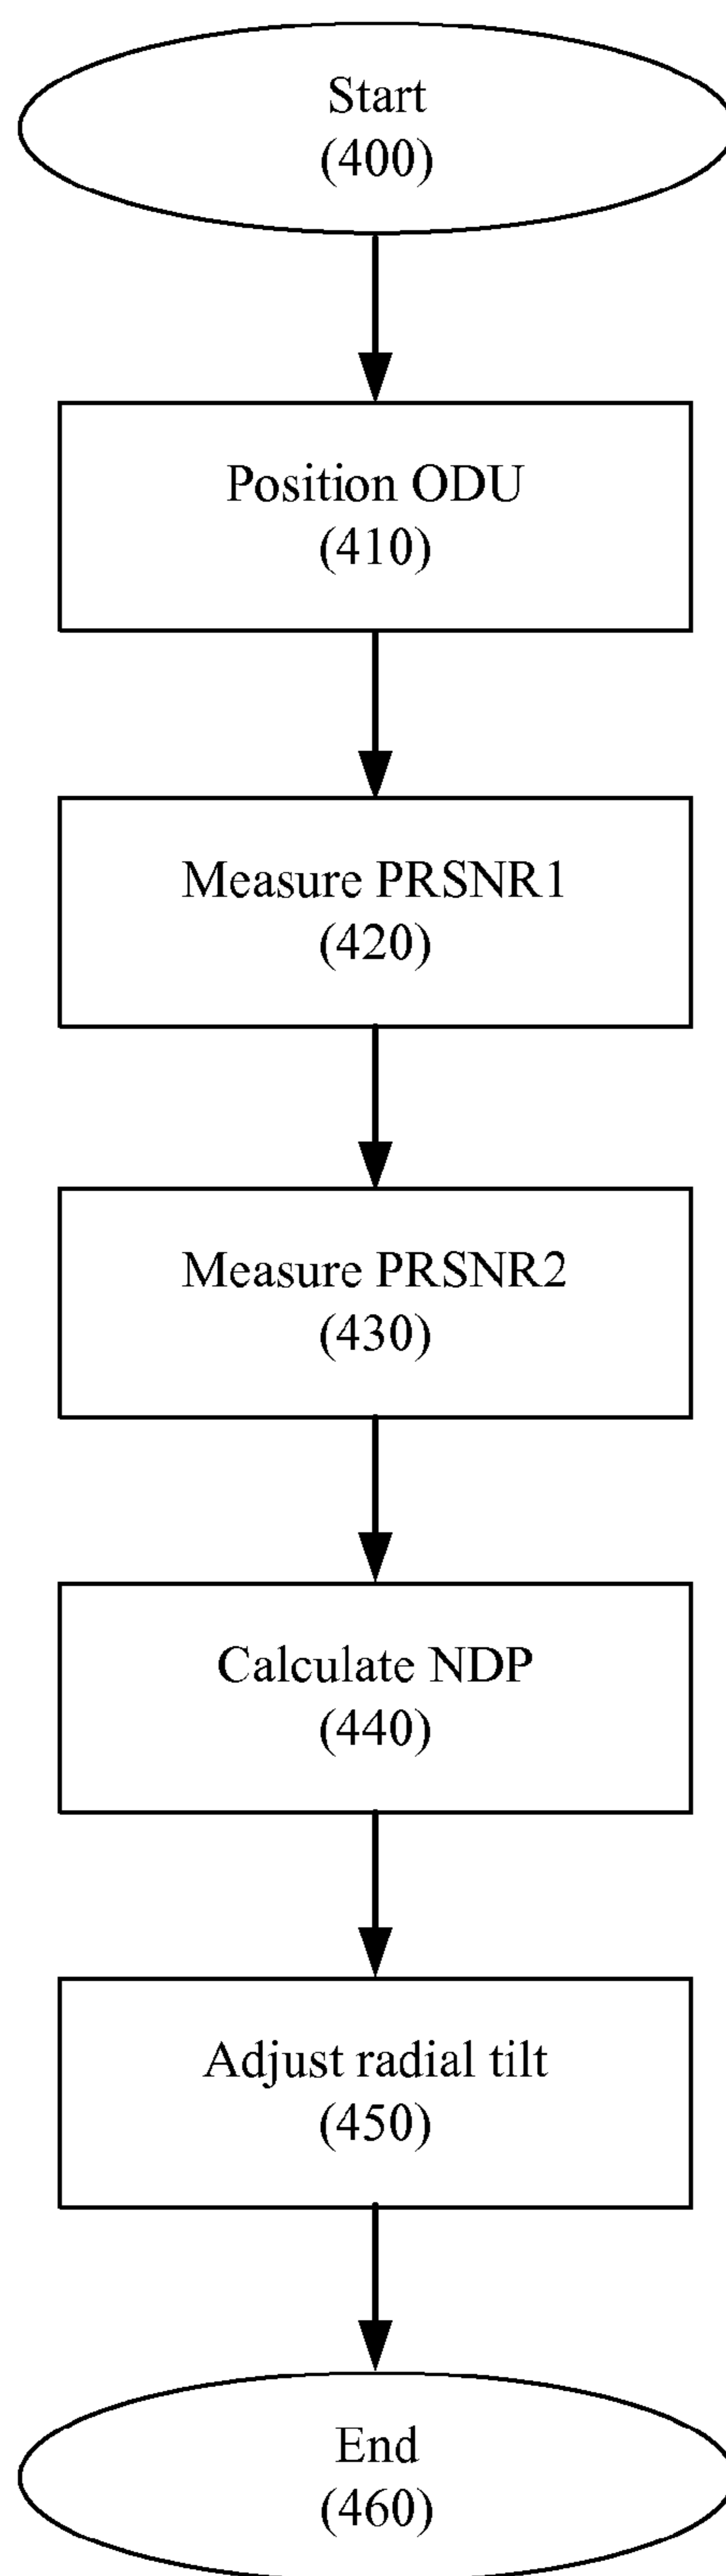 Start
(400)
Position ODU
(410)
Measure PRSNR1
(420)
Measure PRSNR2
(430)
Calculate NDP
(440)
Adjust radial tilt
(450)
End
(460)